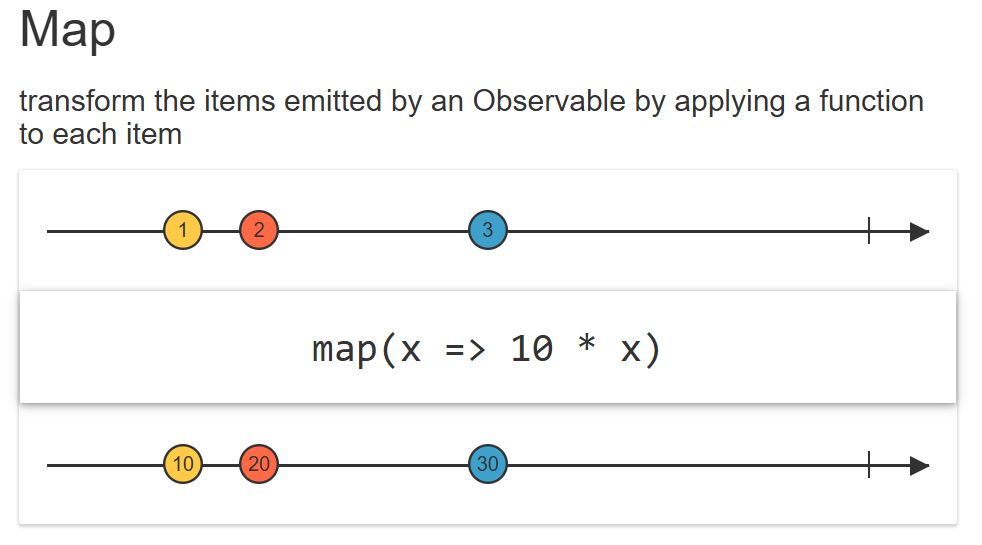 Map
transform the items emitted by an Observable by applying a function
to each item
1 2 3
map(x => 10 * x)
10 20 30